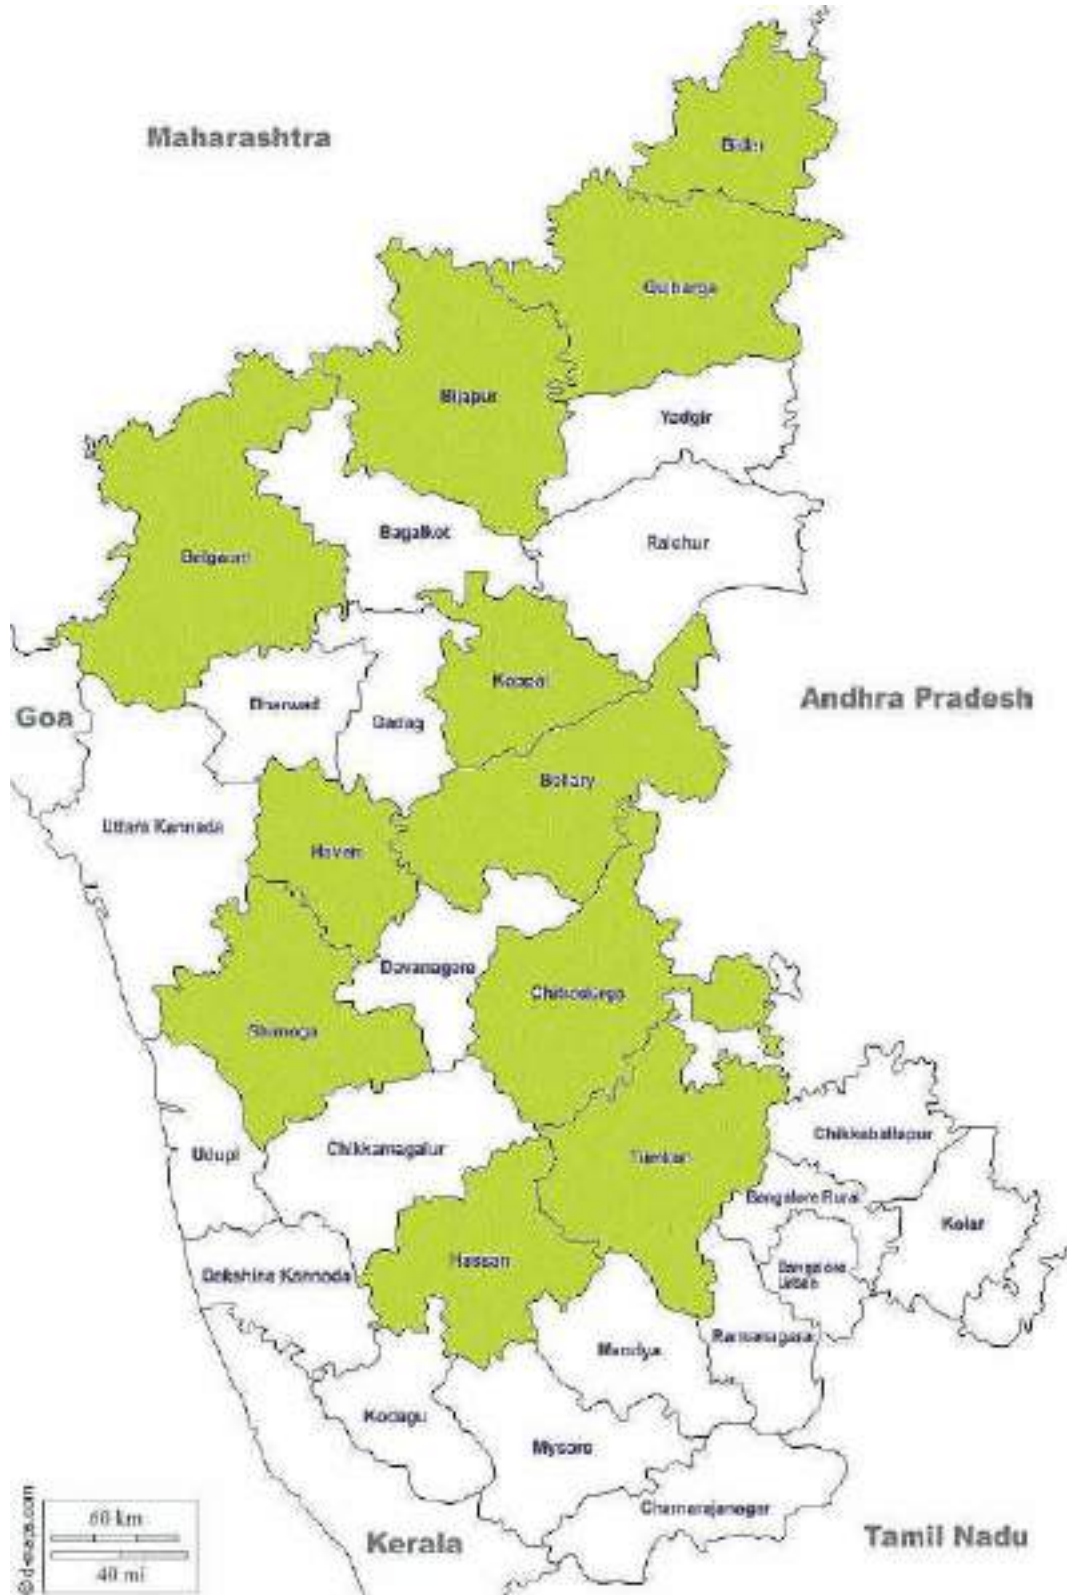 Maharashtra
Bidar
Gulbarga
Bijapur
Yadgir
Bagalkot
Raichur
Belgaum
Koppal
Dharwad
Gadag
Goa
Andhra Pradesh
Bellary
Uttara Kannada
Haveri
Davanagere
Chitradurga
Shimoga
Chikkaballapur
Udupi
Chikkamagalur
Tumkur
Bangalore Rural
Kolar
Hassan
Dakshina Kannada
Bangalore
Urban
Ramanagara
Mandya
Kodagu
Mysore
Chamarajanagar
Kerala
Tamil Nadu
60 km
40 mi
© d-maps.com